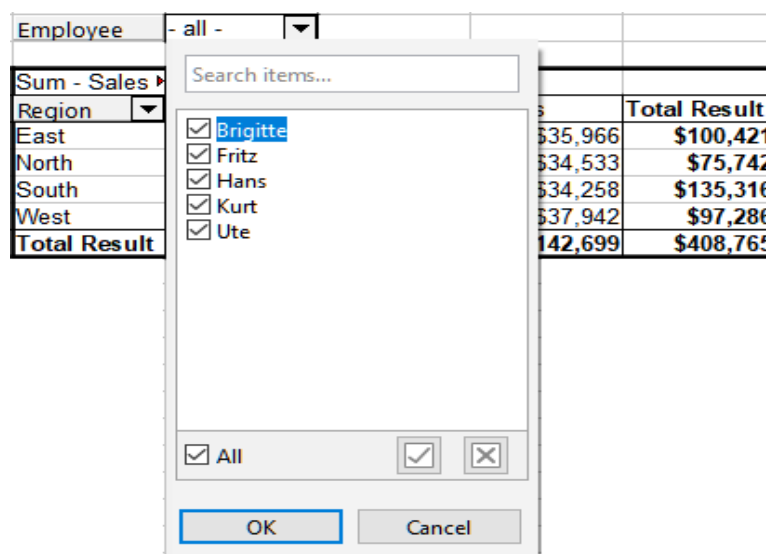 Employee - all -
Search items...
Sum - Sales
Region s Total Result
Brigitte
Fritz
Hans
Kurt
Ute
East $35,966 $100,421
North $34,533 $75,742
South $34,258 $135,316
West $37,942 $97,286
Total Result 142,699 $408,765
All
OK Cancel